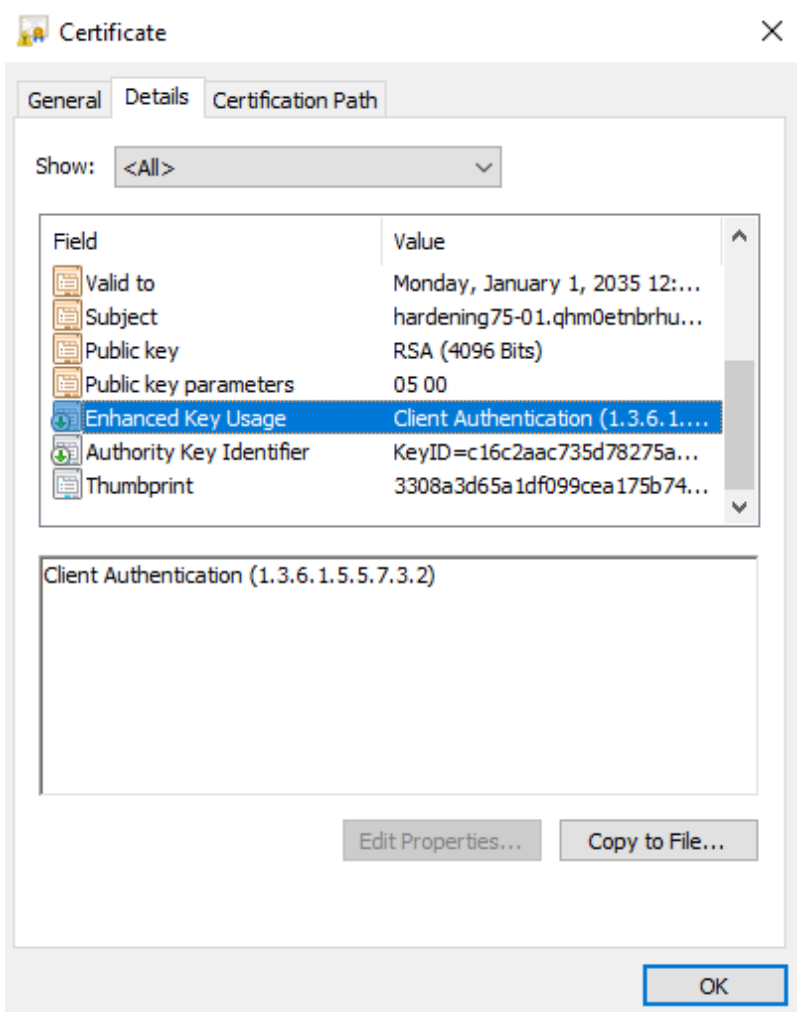 Certificate
General Details Certification Path
Show: <All>
Field Value
Valid to Monday, January 1, 2035 12:...
Subject hardening75-01.qhm0etnbrhu...
Public key RSA (4096 Bits)
Public key parameters 05 00
Enhanced Key Usage Client Authentication (1.3.6.1....
Authority Key Identifier KeyID=c16c2aac735d78275a...
Thumbprint 3308a3d65a1df099cea175b74...
Client Authentication (1.3.6.1.5.5.7.3.2)
Edit Properties... Copy to File...
OK